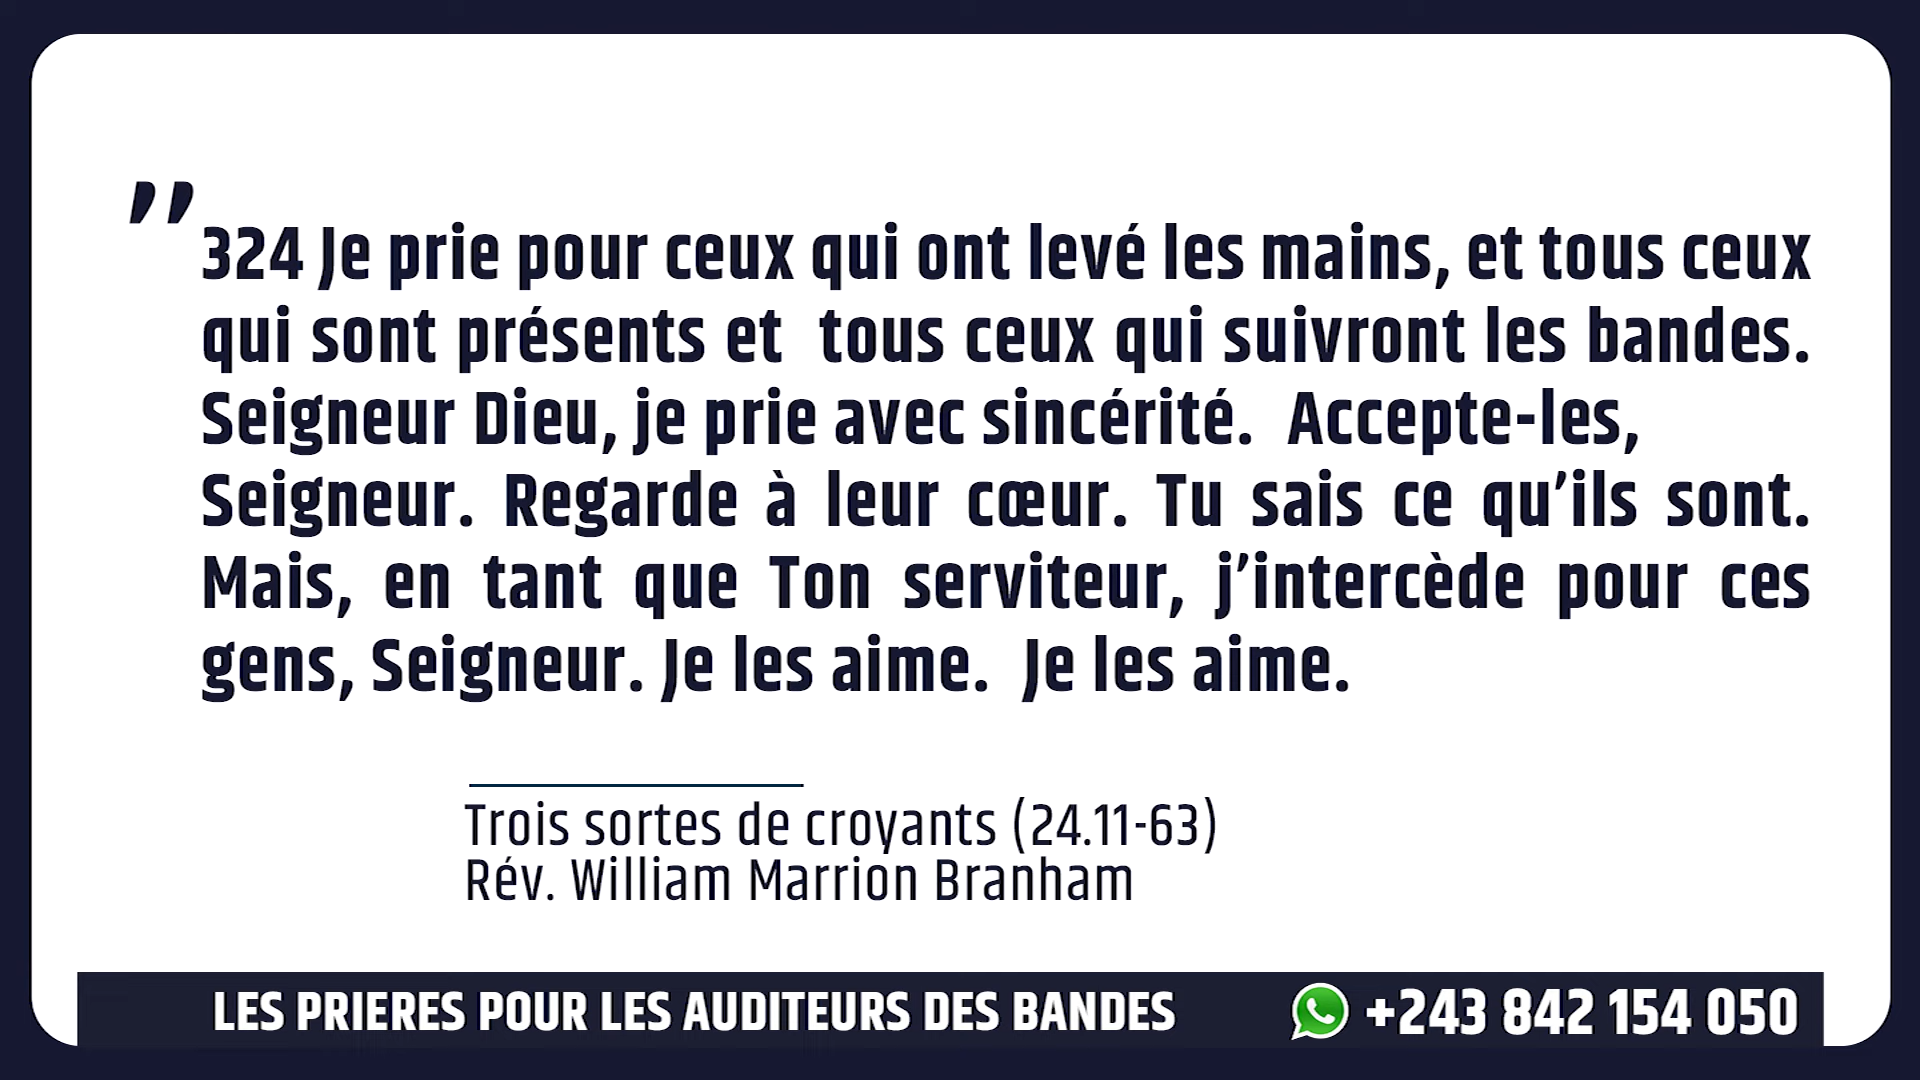 ”
324 Je prie pour ceux qui ont levé les mains, et tous ceux
qui sont présents et tous ceux qui suivront les bandes.
Seigneur Dieu, je prie avec sincérité. Accepte-les,
Seigneur. Regarde à leur cœur. Tu sais ce qu’ils sont.
Mais, en tant que Ton serviteur, j’intercède pour ces
gens, Seigneur. Je les aime. Je les aime.
Trois sortes de croyants (24.11-63)
Rév. William Marrion Branham
LES PRIERES POUR LES AUDITEURS DES BANDES
+243 842 154 050